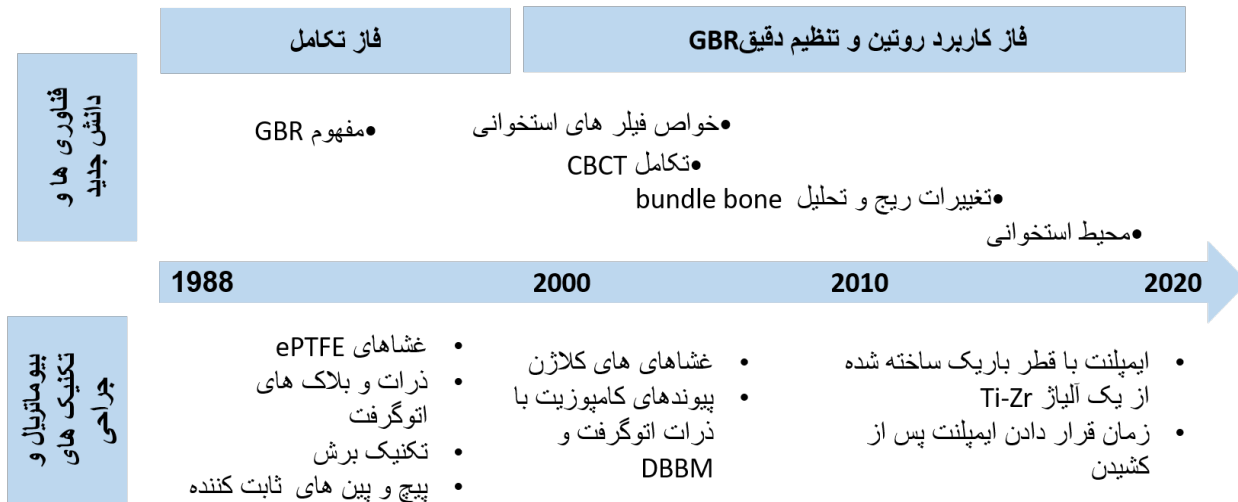 فاز تکامل
فاز کاربرد روتین و تنظیم دقیقGBR
فناوری ها و
دانش جدید
•مفهوم GBR
•خواص فیلر های استخوانی
•تکامل CBCT
•تغییرات ریج و تحلیل bundle bone
•محیط استخوانی
1988
2000
2010
2020
بیوماتریال و
تکنیک های
جراحی
• غشاهای ePTFE
• ذرات و بلاک های
اتوگرفت
• تکنیک برش
• پیچ و پین های ثابت کننده
• غشاهای های کلاژن
• پیوندهای کامپوزیت با
ذرات اتوگرفت و
DBBM
• ایمپلنت با قطر باریک ساخته شده
از یک آلیاژ Ti-Zr
• زمان قرار دادن ایمپلنت پس از
کشیدن